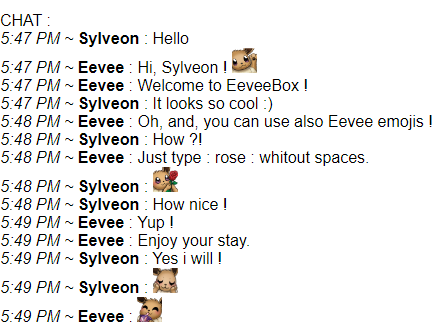 CHAT :
5:47 PM ~ Sylveon : Hello
5:47 PM ~ Eevee : Hi, Sylveon !
5:47 PM ~ Eevee : Welcome to EeveeBox !
5:47 PM ~ Sylveon : It looks so cool :)
5:48 PM ~ Eevee : Oh, and, you can use also Eevee emojis !
5:48 PM ~ Sylveon : How ?!
5:48 PM ~ Eevee : Just type : rose : whitout spaces.
5:48 PM ~ Sylveon :
5:48 PM ~ Sylveon : How nice !
5:49 PM ~ Eevee : Yup !
5:49 PM ~ Eevee : Enjoy your stay.
5:49 PM ~ Sylveon : Yes i will !
5:49 PM ~ Sylveon :
5:49 PM ~ Eevee :